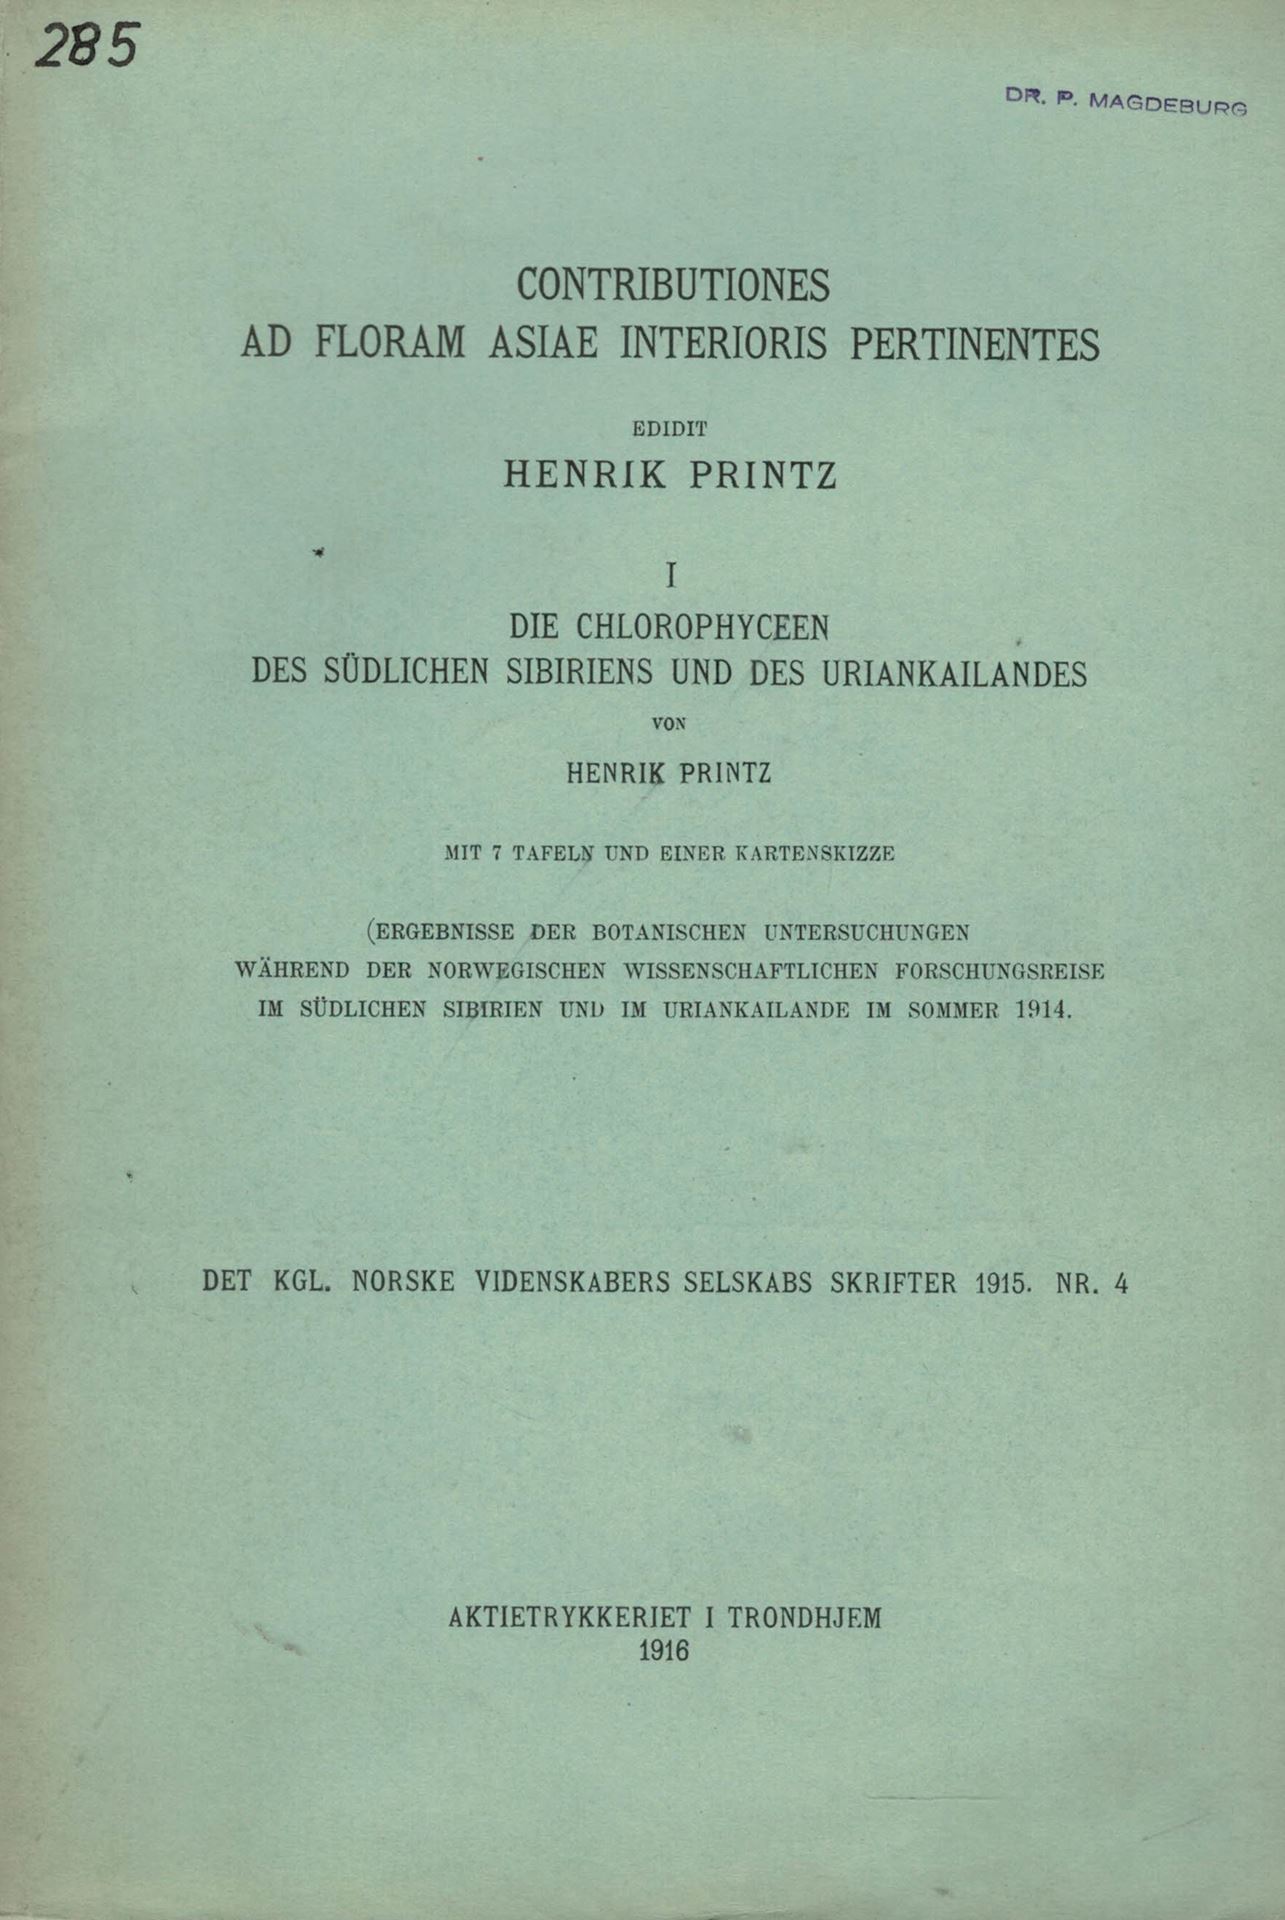 285
DR. P. MAGDEBURG
CONTRIBUTIONES
AD FLORAM ASIAE INTERIORIS PERTINENTES
EDIDIT
HENRIK PRINTZ
I
DIE CHLOROPHYCEEN
DES SÜDLICHEN SIBIRIENS UND DES URIANKAILANDES
VON
HENRIK PRINTZ
MIT 7 TAFELN UND EINER KARTENSKIZZE
(ERGEBNISSE DER BOTANISCHEN UNTERSUCHUNGEN
WÄHREND DER NORWEGISCHEN WISSENSCHAFTLICHEN FORSCHUNGSREISE
IM SÜDLICHEN SIBIRIEN UND IM URIANKAILANDE IM SOMMER 1914.
DET KGL. NORSKE VIDENSKABERS SELSKABS SKRIFTER 1915. NR. 4
AKTIETRYKKERIET I TRONDHJEM
1916